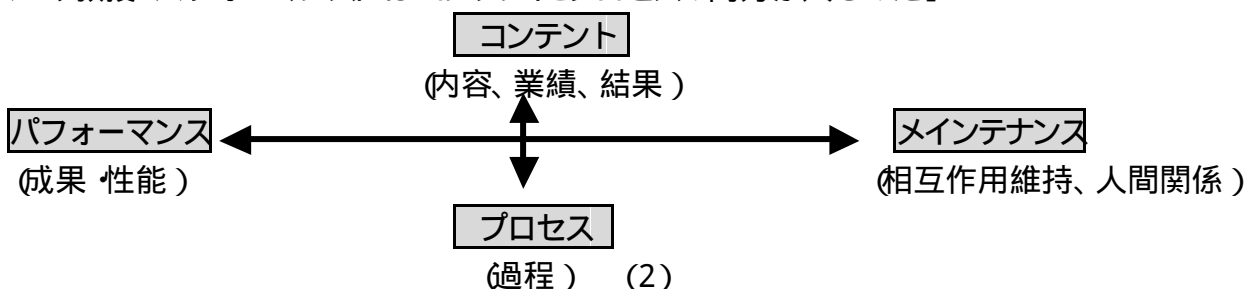 コンテント
(内容、業績、結果)
パフォーマンス メインテナンス
(成果・性能) (相互作用維持、人間関係)
プロセス
(過程) (2)